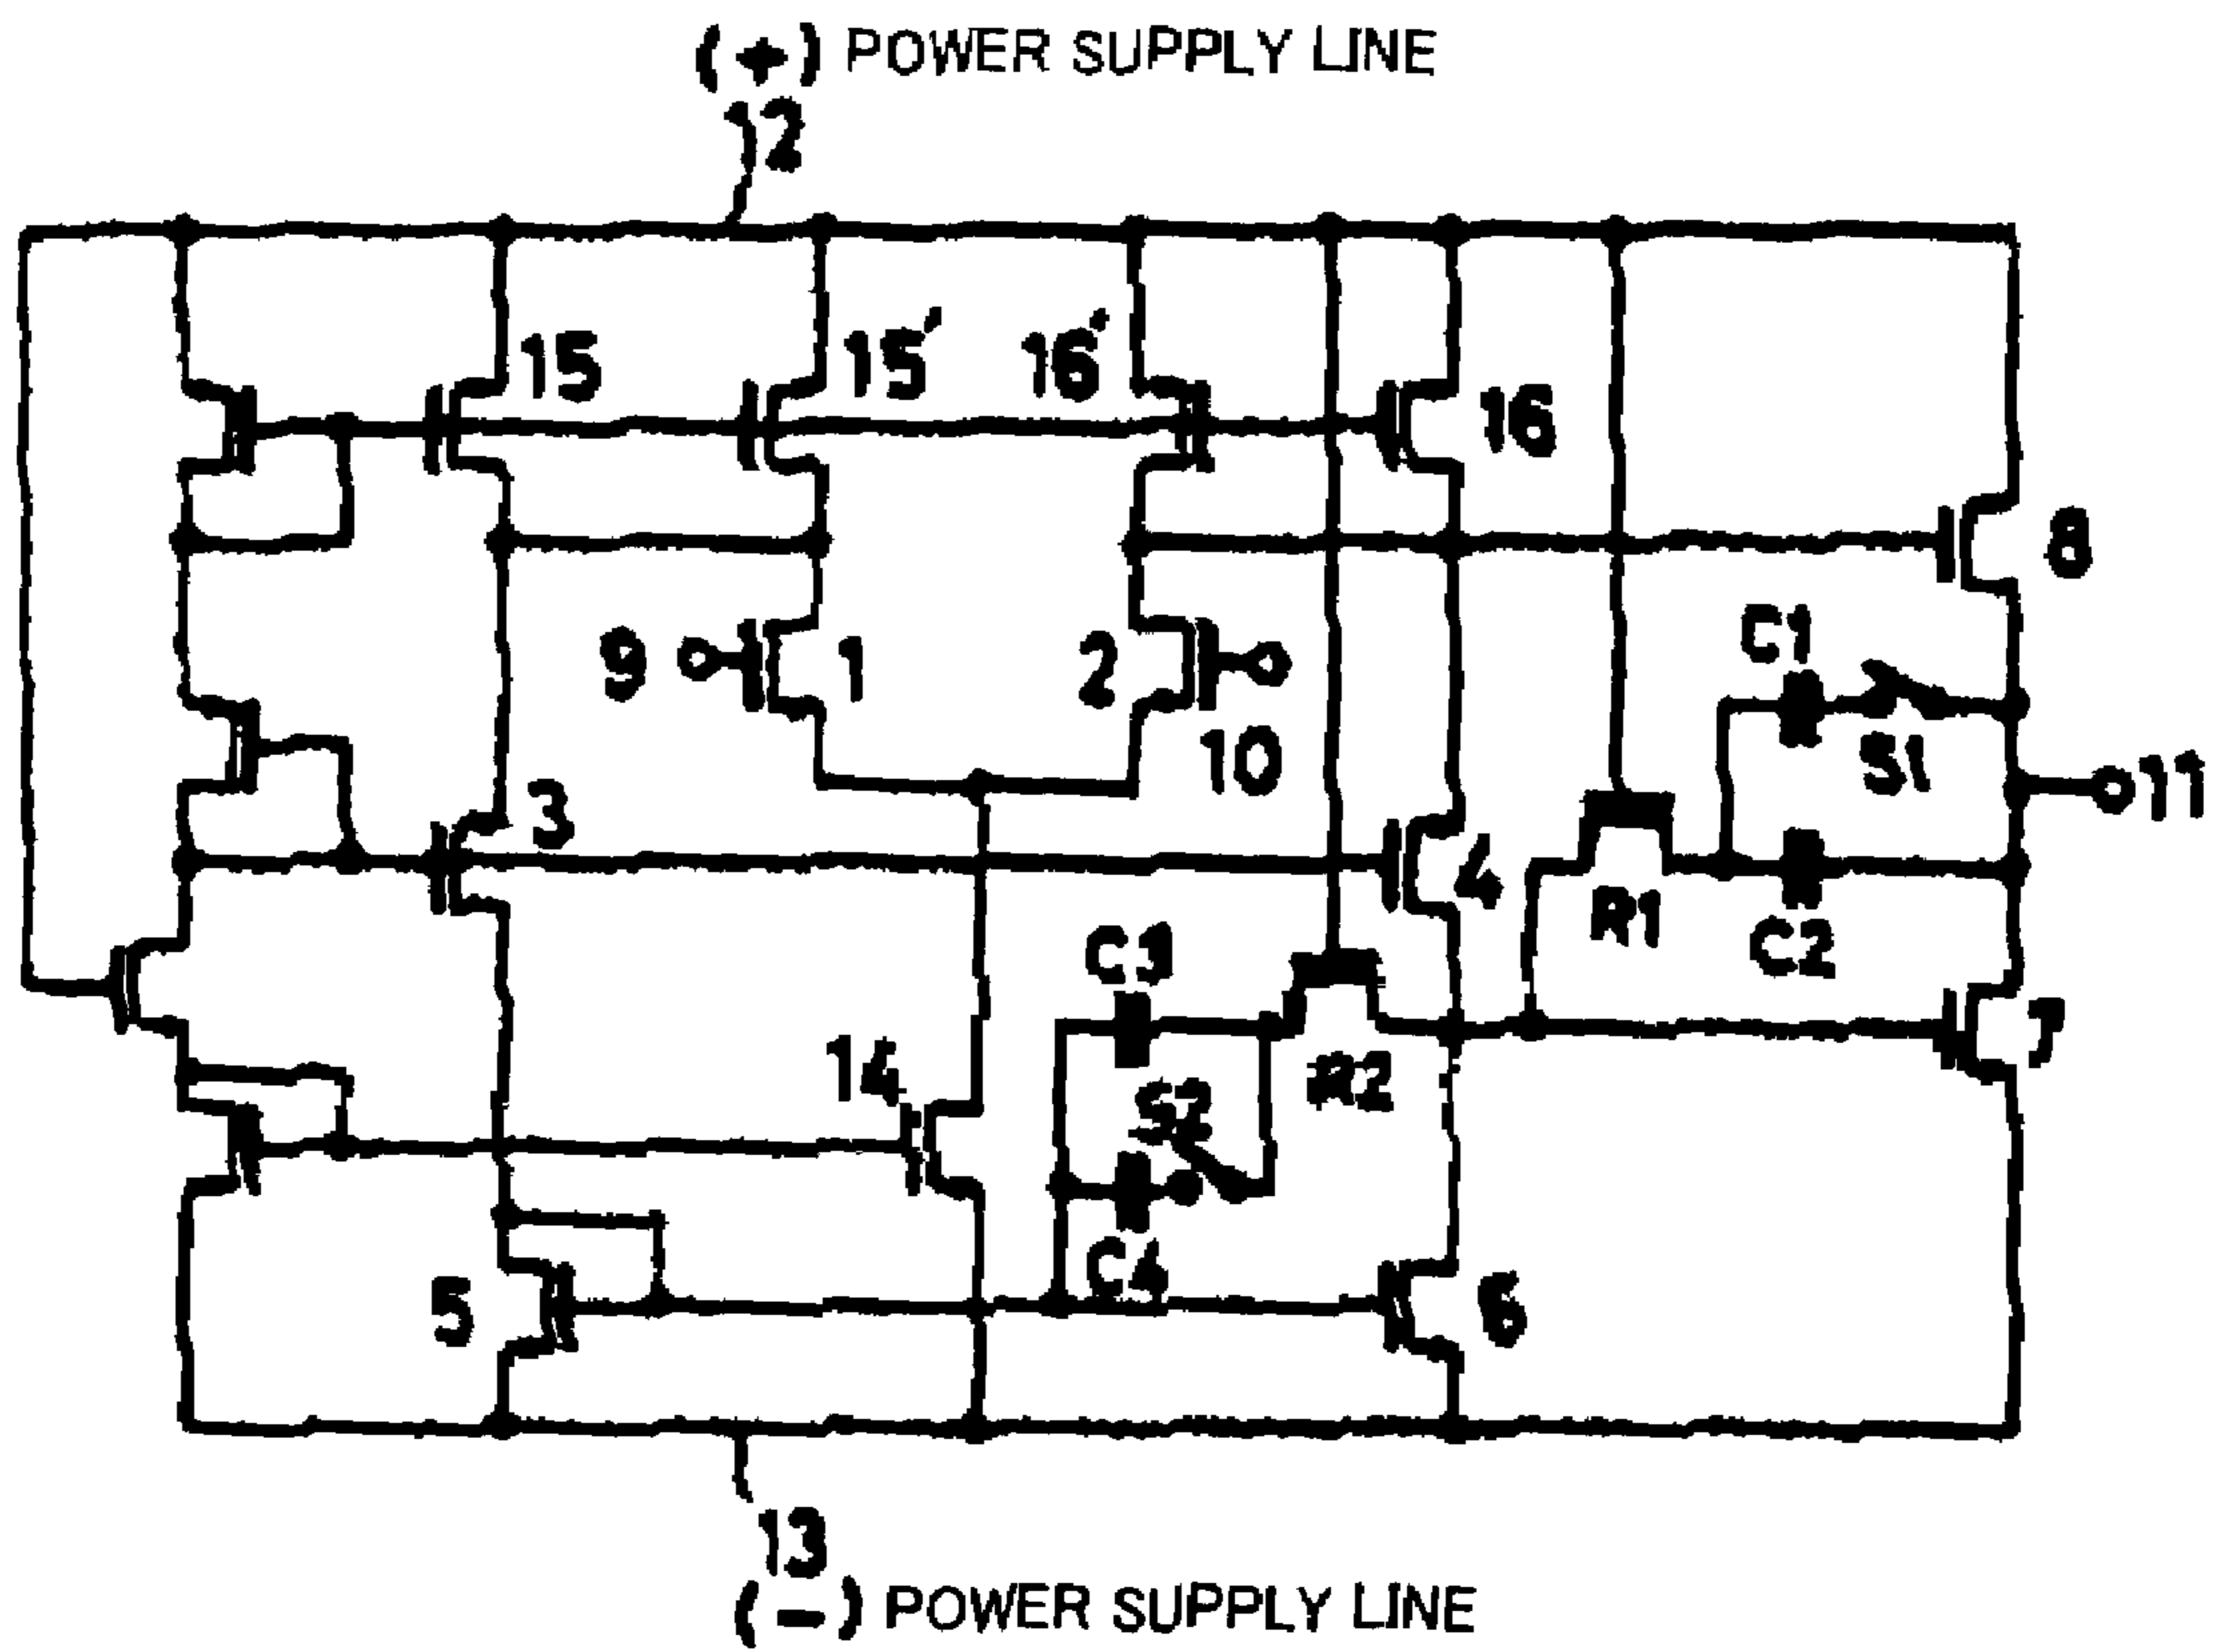 (+) POWER SUPPLY LINE
12
15
15'
16'
16
8
C1
9
1
2
S1
11
10
3
4
R1
C2
C3
7
14
R2
S2
C4
5
6
13
(-) POWER SUPPLY LINE